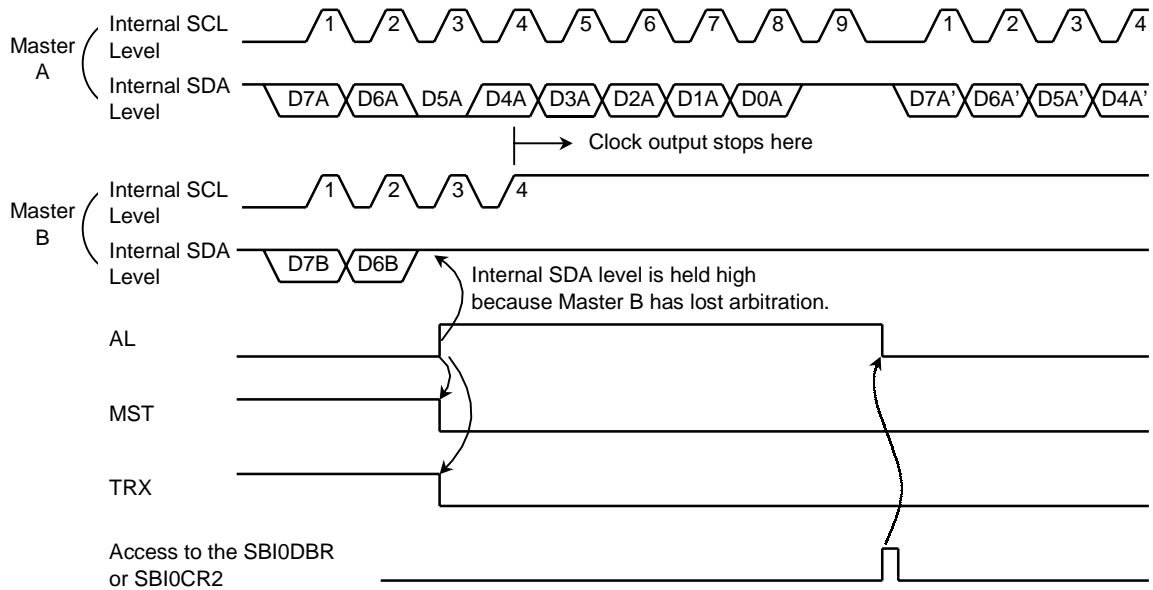 Master
A
Internal SCL
Level
1 2 3 4 5 6 7 8 9 1 2 3 4
Internal SDA
Level
D7A D6A D5A D4A D3A D2A D1A D0A D7A’ D6A’ D5A’ D4A’
Clock output stops here
Master
B
Internal SCL
Level
1 2 3 4
Internal SDA
Level
D7B D6B
Internal SDA level is held high
because Master B has lost arbitration.
AL
MST
TRX
Access to the SBI0DBR
or SBI0CR2